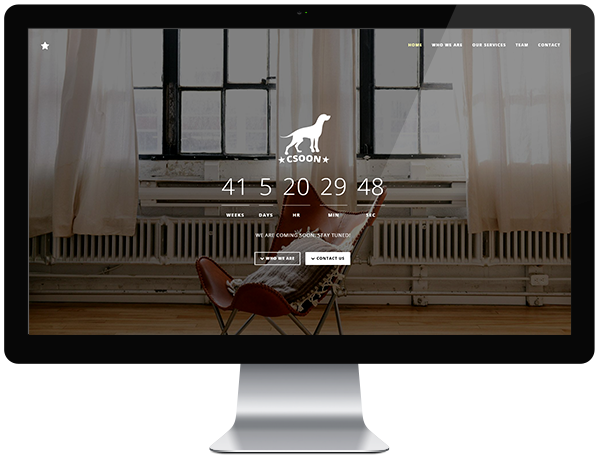 HOME WHO WE ARE OUR SERVICES TEAM CONTACT
CSOON
41 5 20 29 48
WEEKS DAYS HR MIN SEC
WE ARE COMING SOON, STAY TUNED!
WHO WE ARE CONTACT US